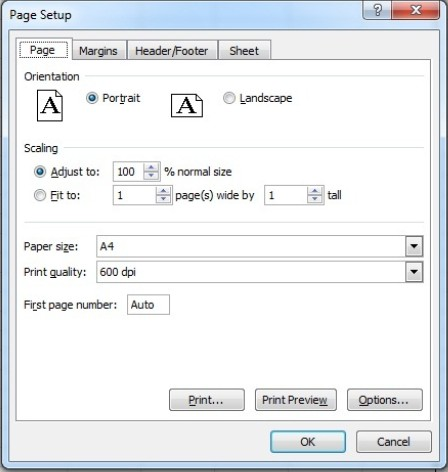 Page Setup
Page Margins Header/Footer Sheet
Orientation
A Portrait A Landscape
Scaling
Adjust to: 100 % normal size
Fit to: 1 page(s) wide by 1 tall
Paper size: A4
Print quality: 600 dpi
First page number: Auto
Print... Print Preview Options...
OK Cancel